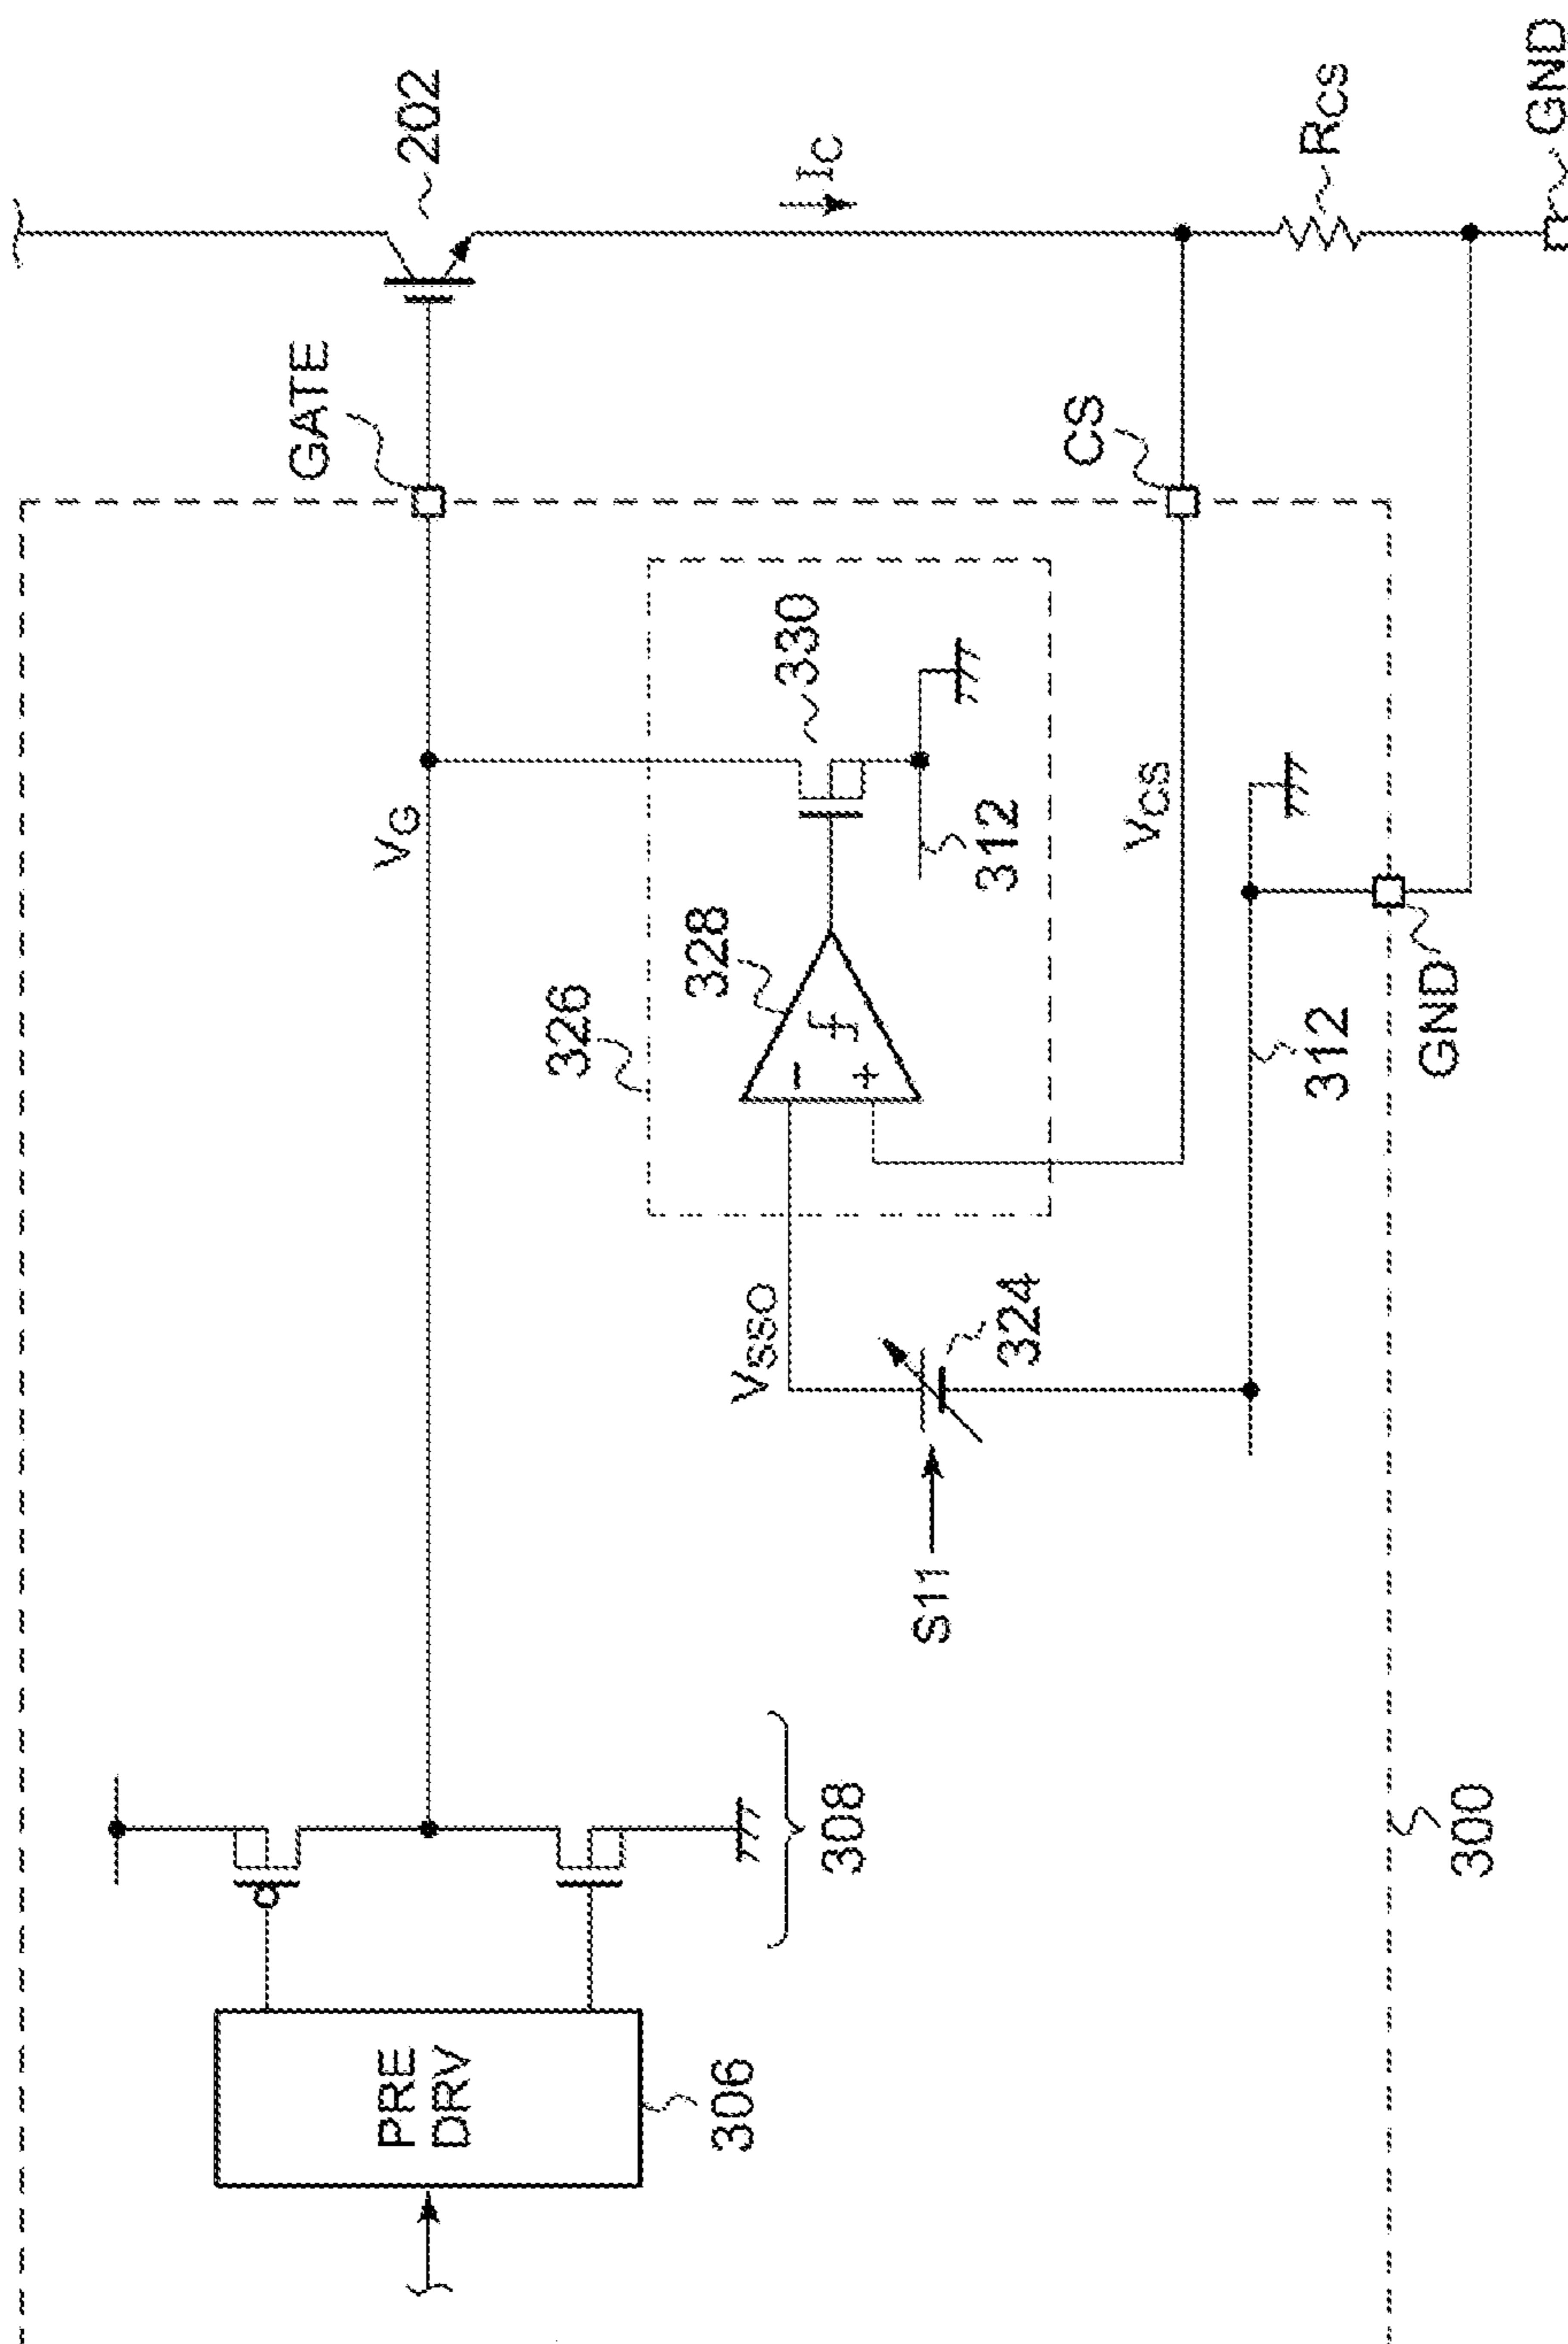 PRE
DRV
306
308
300
S11
VSSO
324
326
328
VG
330
312
312
VCS
GND
GATE
CS
202
IC
RCS
GND